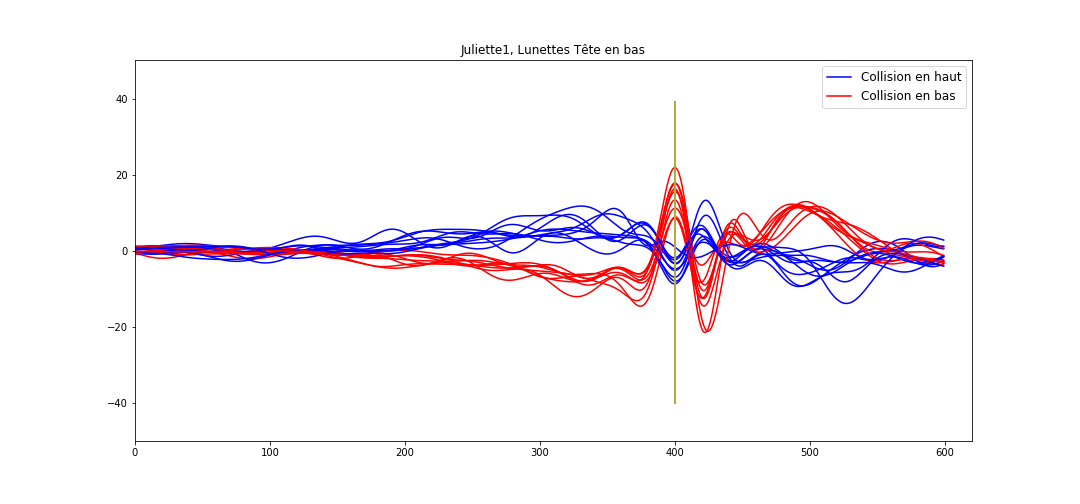 Juliette1, Lunettes Tête en bas
Collision en haut
Collision en bas
40
20
0
−20
−40
0 100 200 300 400 500 600